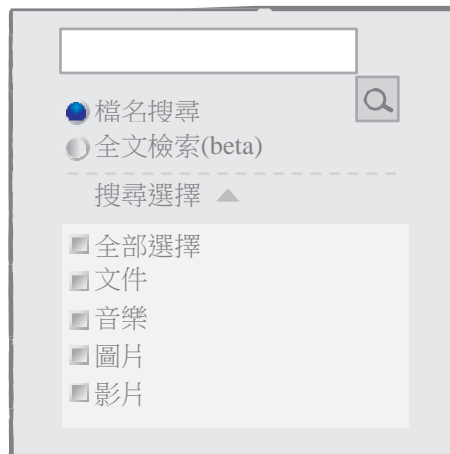 檔名搜尋
全文檢索(beta)
搜尋選擇
全部選擇
文件
音樂
圖片
影片